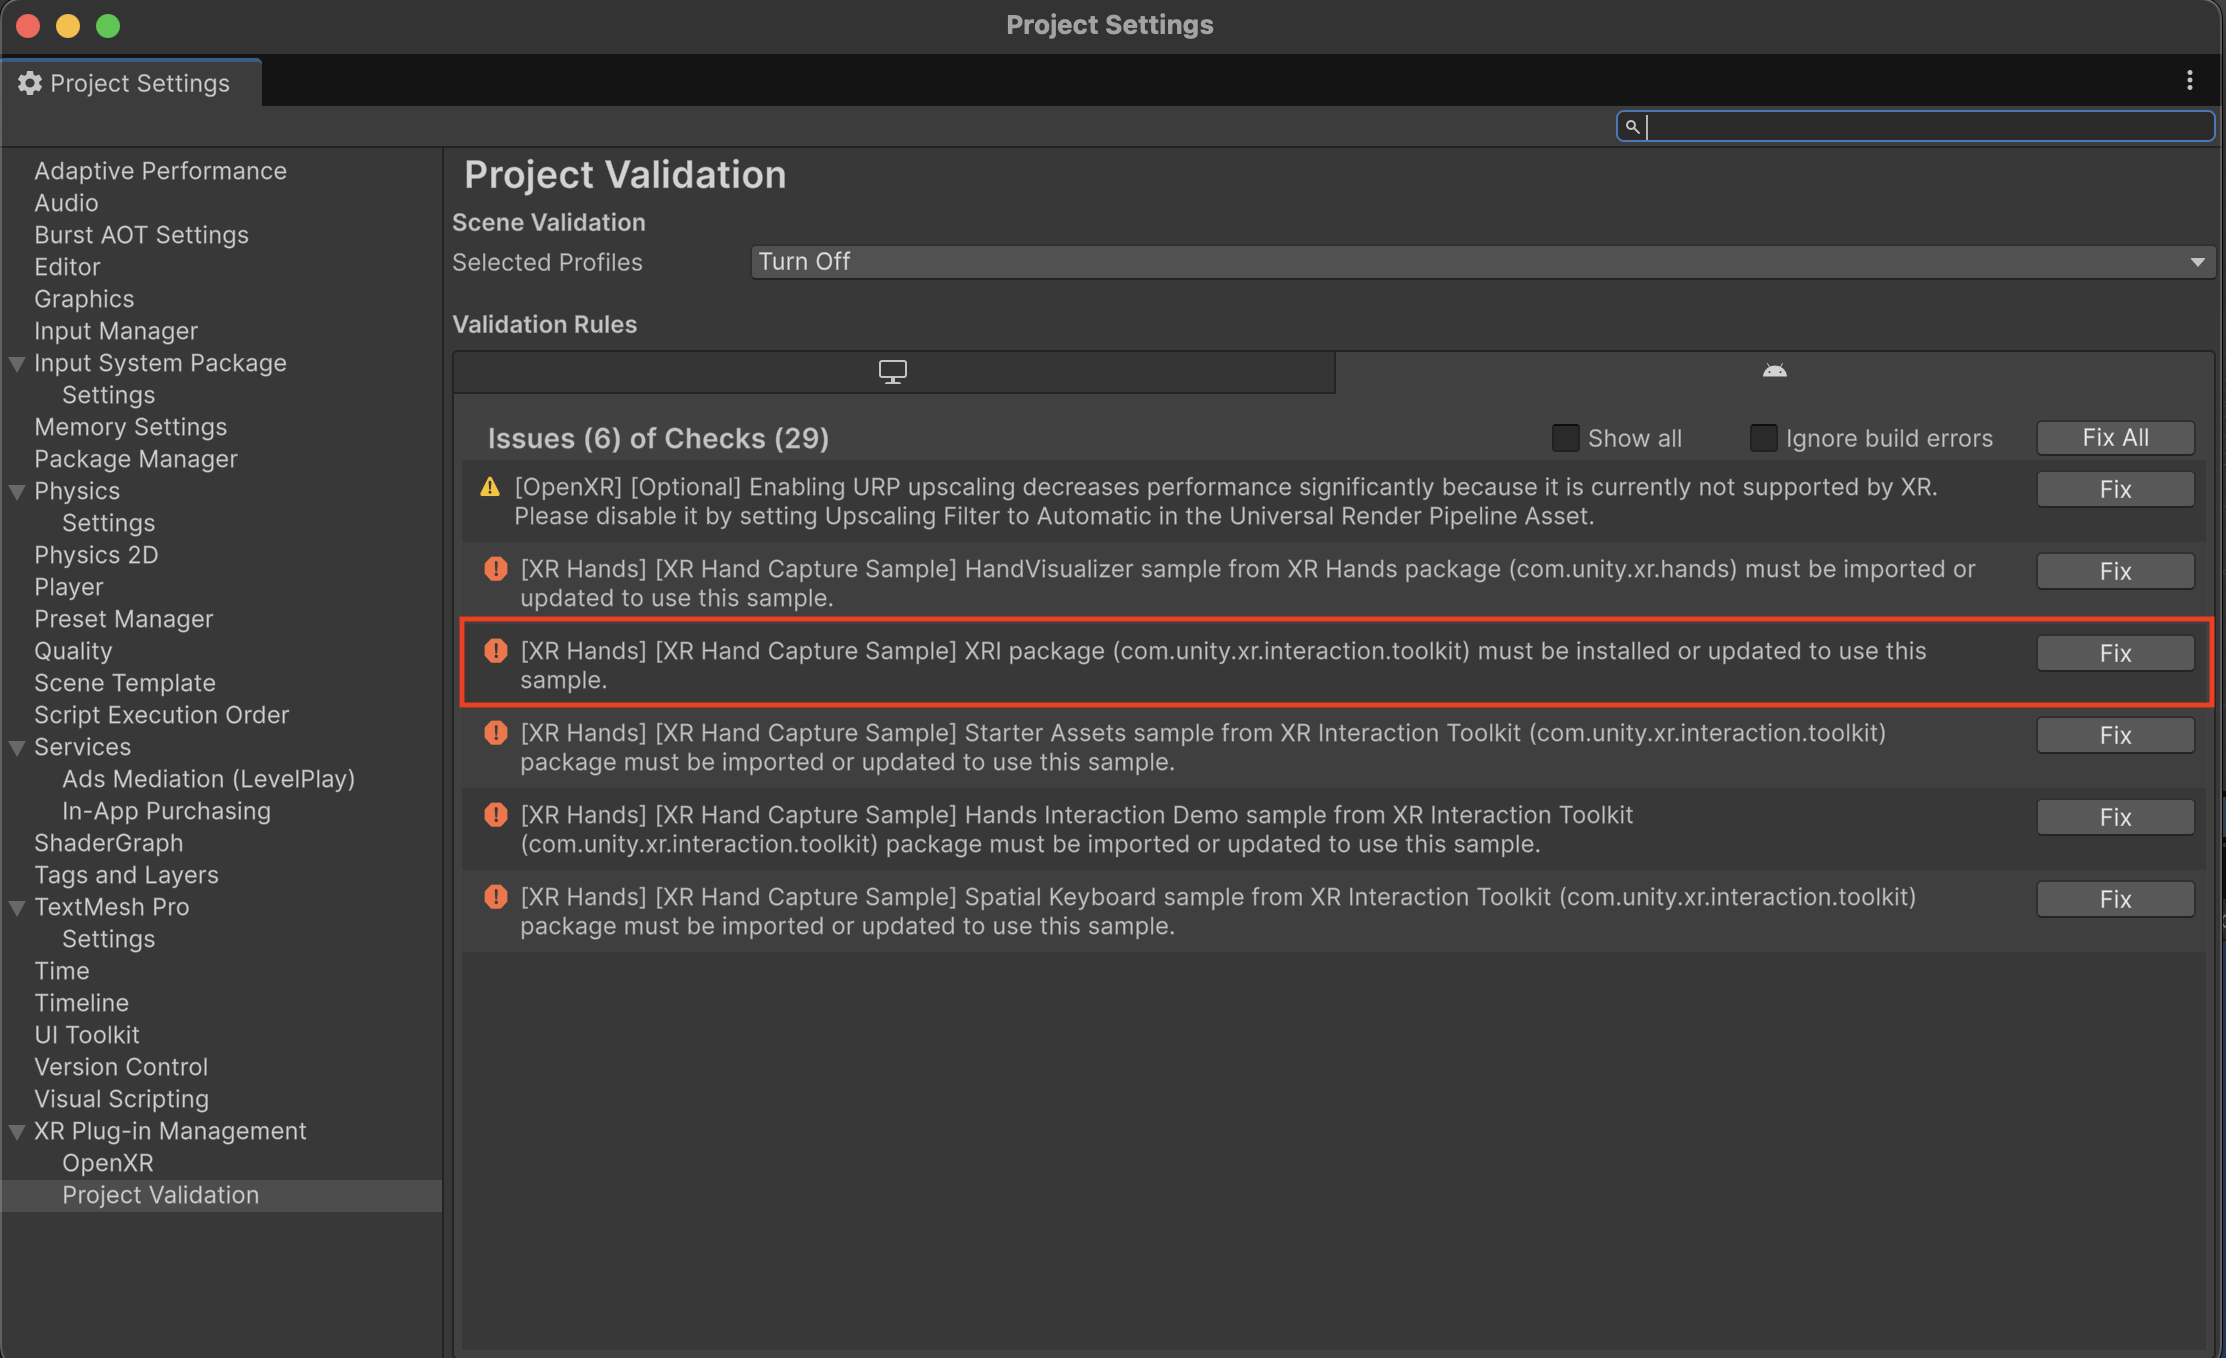 Project Settings
Project Settings
Adaptive Performance
Audio
Burst AOT Settings
Editor
Graphics
Input Manager
Input System Package
Settings
Memory Settings
Package Manager
Physics
Settings
Physics 2D
Player
Preset Manager
Quality
Scene Template
Script Execution Order
Services
Ads Mediation (LevelPlay)
In-App Purchasing
ShaderGraph
Tags and Layers
TextMesh Pro
Settings
Time
Timeline
UI Toolkit
Version Control
Visual Scripting
XR Plug-in Management
OpenXR
Project Validation
Project Validation
Scene Validation
Selected Profiles Turn Off
Validation Rules
Issues (6) of Checks (29) Show all Ignore build errors Fix All
[OpenXR] [Optional] Enabling URP upscaling decreases performance significantly because it is currently not supported by XR. Fix
Please disable it by setting Upscaling Filter to Automatic in the Universal Render Pipeline Asset.
[XR Hands] [XR Hand Capture Sample] HandVisualizer sample from XR Hands package (com.unity.xr.hands) must be imported or Fix
updated to use this sample.
[XR Hands] [XR Hand Capture Sample] XRI package (com.unity.xr.interaction.toolkit) must be installed or updated to use this Fix
sample.
[XR Hands] [XR Hand Capture Sample] Starter Assets sample from XR Interaction Toolkit (com.unity.xr.interaction.toolkit) Fix
package must be imported or updated to use this sample.
[XR Hands] [XR Hand Capture Sample] Hands Interaction Demo sample from XR Interaction Toolkit Fix
(com.unity.xr.interaction.toolkit) package must be imported or updated to use this sample.
[XR Hands] [XR Hand Capture Sample] Spatial Keyboard sample from XR Interaction Toolkit (com.unity.xr.interaction.toolkit) Fix
package must be imported or updated to use this sample.